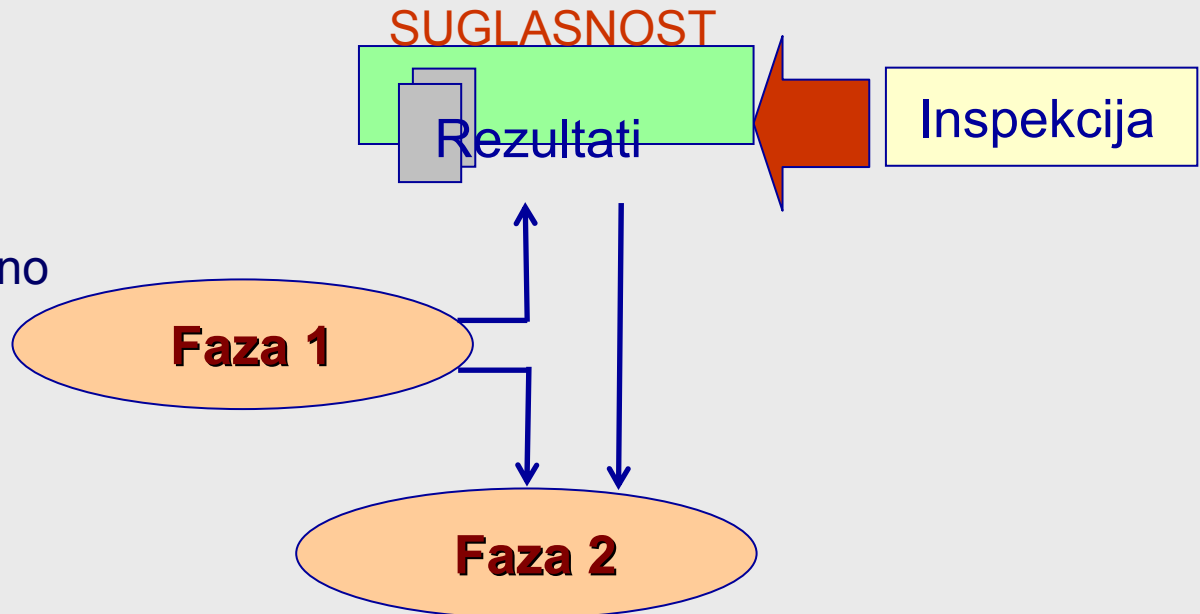 SUGLASNOST
Rezultati
Inspekcija
no
Faza 1
Faza 2